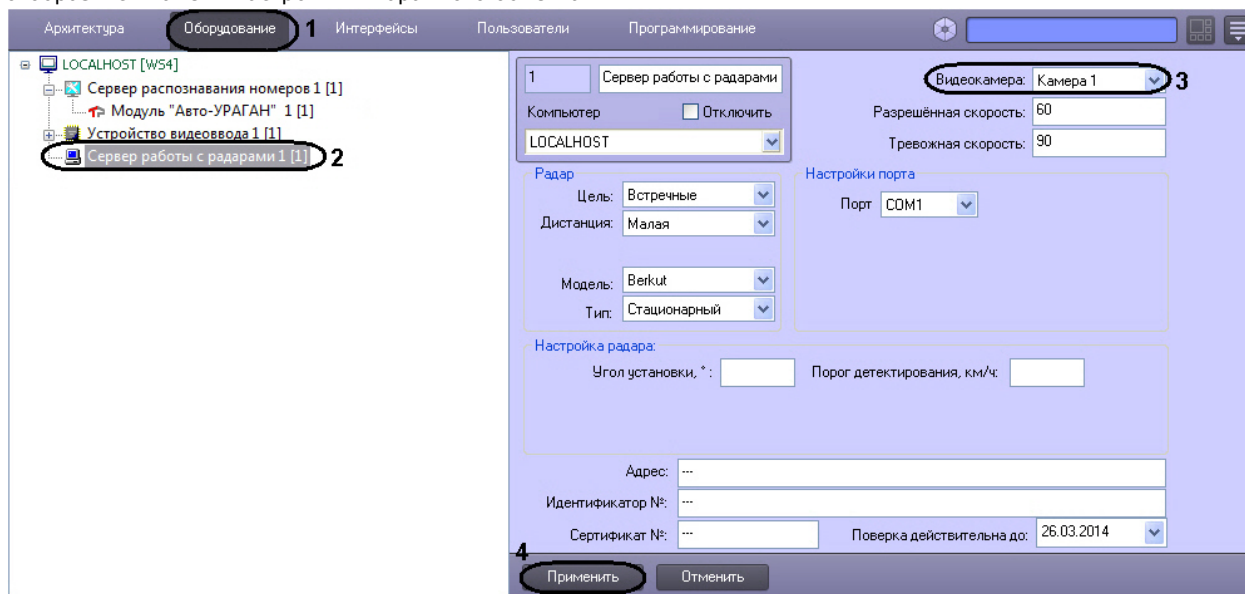 Архитектура Оборудование 1 Интерфейсы Пользователи Программирование
LOCALHOST [WS4]
Сервер распознавания номеров 1 [1]
Модуль "Авто-УРАГАН" 1 [1]
Устройство видеоввода 1 [1]
Сервер работы с радарами 1 [1] 2
1 Сервер работы с радарами
Компьютер Отключить
LOCALHOST
Видеокамера: Камера 1 3
Разрешённая скорость: 60
Тревожная скорость: 90
Радар
Цель: Встречные
Дистанция: Малая
Модель: Berkut
Тип: Стационарный
Настройки порта
Порт COM1
Настройка радара:
Угол установки, ° : Порог детектирования, км/ч:
Адрес: ---
Идентификатор №: ---
Сертификат №: --- Поверка действительна до: 26.03.2014
4
Применить Отменить